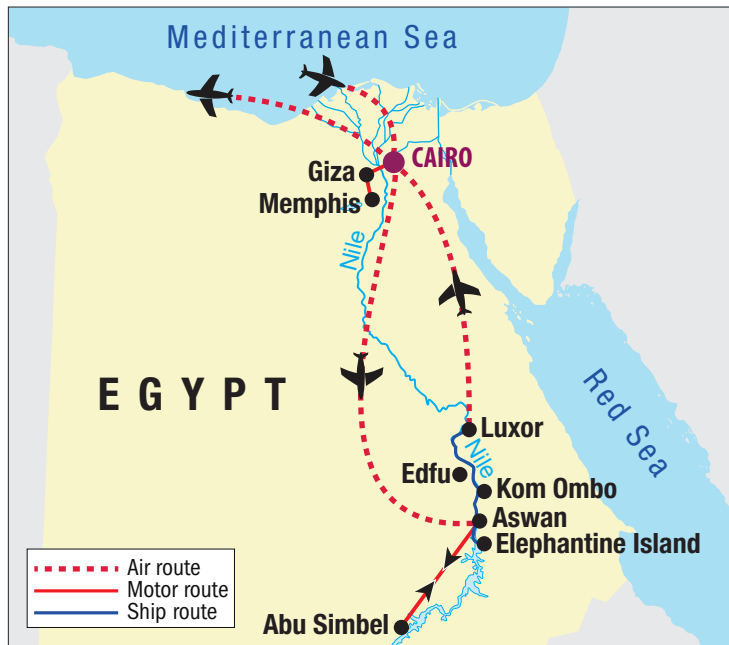 Mediterranean Sea
CAIRO
Giza
Memphis
Nile
EGYPT
Red Sea
Luxor
Nile
Edfu
Kom Ombo
Aswan
Elephantine Island
Air route
Motor route
Ship route
Abu Simbel